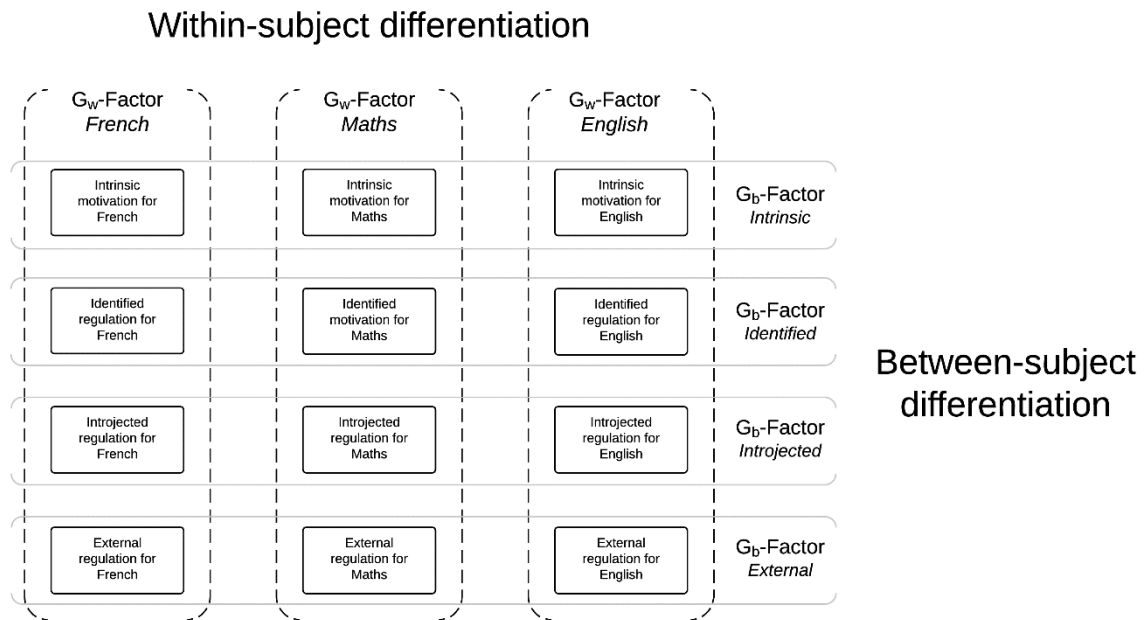 Within-subject differentiation
Gw-Factor
French
Gw-Factor
Maths
Gw-Factor
English
Intrinsic
motivation for
French
Intrinsic
motivation for
Maths
Intrinsic
motivation for
English
Gb-Factor
Intrinsic
Identified
regulation for
French
Identified
motivation for
Maths
Identified
regulation for
English
Gb-Factor
Identified
Between-subject
differentiation
Introjected
regulation for
French
Introjected
regulation for
Maths
Introjected
regulation for
English
Gb-Factor
Introjected
External
regulation for
French
External
regulation for
Maths
External
regulation for
English
Gb-Factor
External